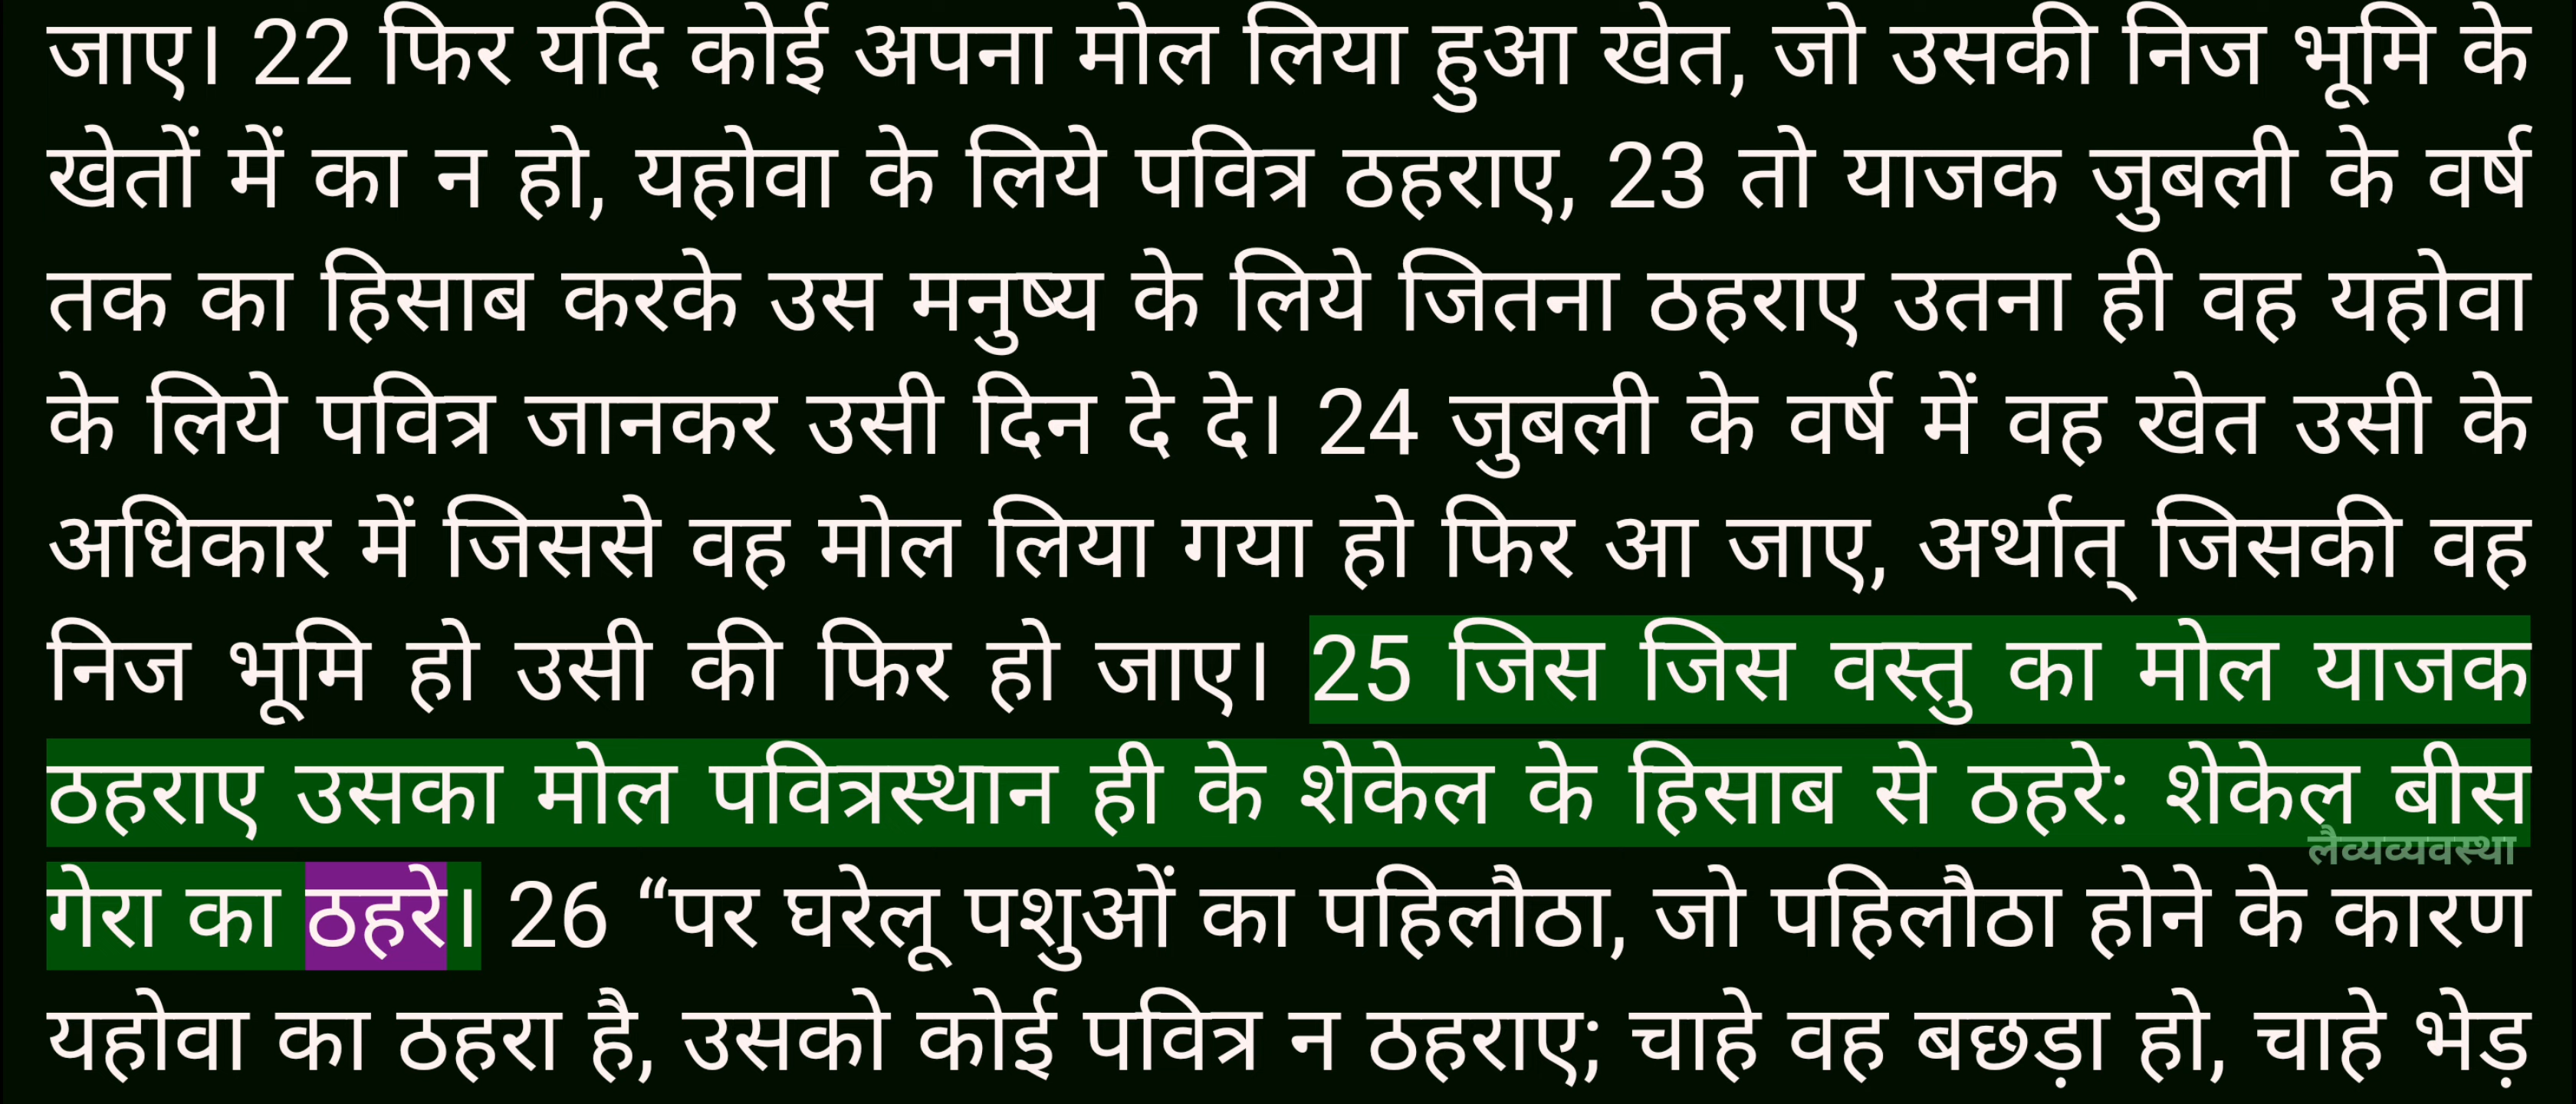 जाए। 22 फिर यदि कोई अपना मोल लिया हुआ खेत, जो उसकी निज भूमि के
खेतों में का न हो, यहोवा के लिये पवित्र ठहराए, 23 तो याजक जुबली के वर्ष
तक का हिसाब करके उस मनुष्य के लिये जितना ठहराए उतना ही वह यहोवा
के लिये पवित्र जानकर उसी दिन दे दे। 24 जुबली के वर्ष में वह खेत उसी के
अधिकार में जिससे वह मोल लिया गया हो फिर आ जाए, अर्थात् जिसकी वह
निज भूमि हो उसी की फिर हो जाए। 25 जिस जिस वस्तु का मोल याजक
ठहराए उसका मोल पवित्रस्थान ही के शेकेल के हिसाब से ठहरे: शेकेल बीस
लैव्यव्यवस्था
गेरा का ठहरे। 26 “पर घरेलू पशुओं का पहिलौठा, जो पहिलौठा होने के कारण
यहोवा का ठहरा है, उसको कोई पवित्र न ठहराए; चाहे वह बछड़ा हो, चाहे भेड़